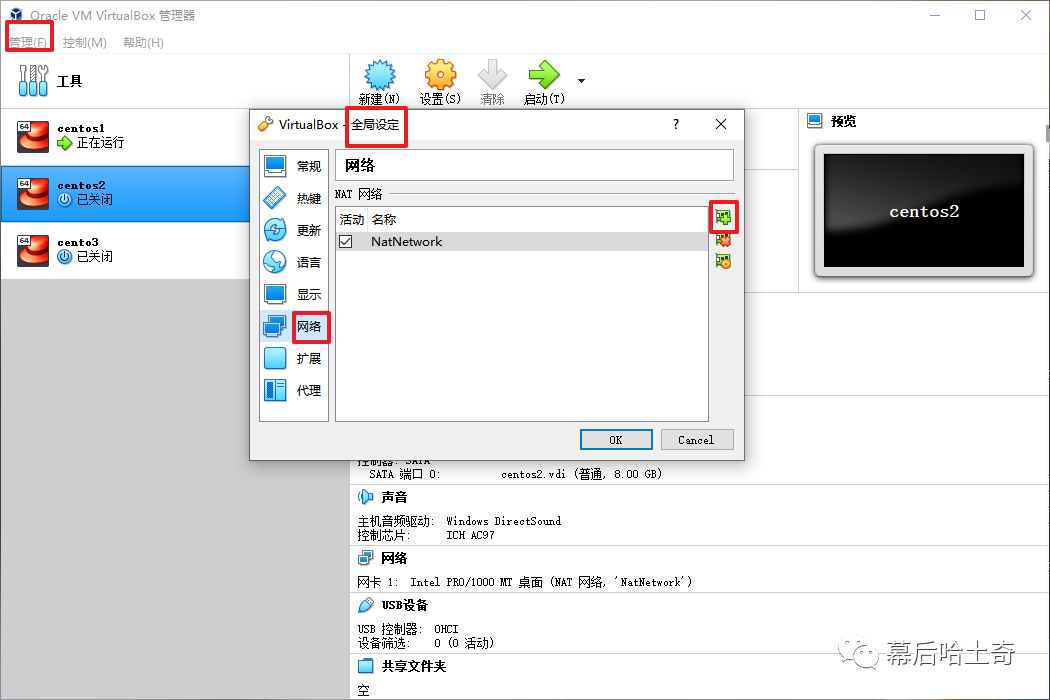 Oracle VM VirtualBox 管理器
管理(F) 控制(M) 帮助(H)
工具
新建(N) 设置(S) 清除 启动(T)
64 centos1
正在运行
64 centos2
已关闭
64 cento3
已关闭
预览
centos2
VirtualBox - 全局设定 ?
常规
热键
更新
语言
显示
网络
扩展
代理
网络
NAT 网络
活动 名称
NatNetwork
OK Cancel
控制器: SATA
SATA 端口 0: centos2.vdi (普通, 8.00 GB)
声音
主机音频驱动: Windows DirectSound
控制芯片: ICH AC97
网络
网卡 1: Intel PRO/1000 MT 桌面 (NAT 网络, 'NatNetwork')
USB设备
USB 控制器: OHCI
设备筛选: 0 (0 活动)
共享文件夹
空
幕后哈土奇